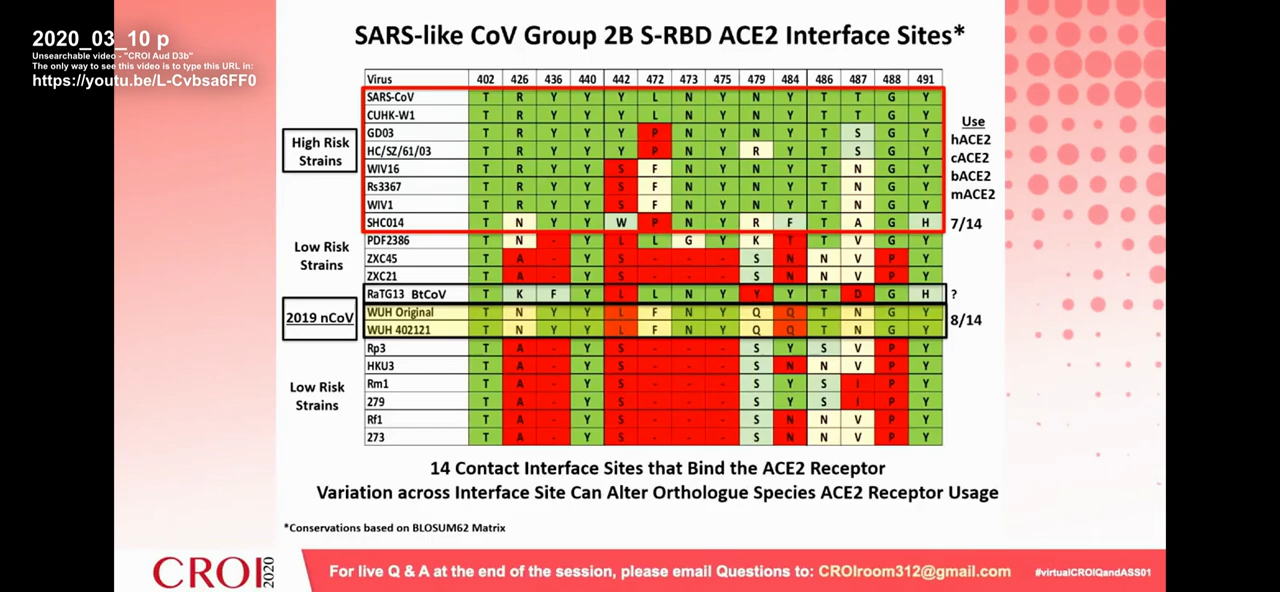 2020_03_10 p
Unsearchable video - "CROI Aud D3b"
The only way to see this video is to type this URL in:
https://youtu.be/L-Cvbsa6FF0
SARS-like CoV Group 2B S-RBD ACE2 Interface Sites*
Virus 402 426 436 440 442 472 473 475 479 484 486 487 488 491
SARS-CoV T R Y Y Y L N Y N Y T T G Y
CUHK-W1 T R Y Y Y L N Y N Y T T G Y
GD03 T R Y Y Y P N Y N Y T S G Y
HC/SZ/61/03 T R Y Y Y P N Y R Y T S G Y
WIV16 T R Y Y S F N Y N Y T N G Y
Rs3367 T R Y Y S F N Y N Y T N G Y
WIV1 T R Y Y S F N Y N Y T N G Y
SHC014 T N Y Y W P N Y R F T A G H
PDF2386 T N - Y L L G Y K T T V G Y
ZXC45 T A - Y S - - - S N N V P Y
ZXC21 T A - Y S - - - S N N V P Y
RaTG13 BtCoV T K F Y L L N Y Y Y T D G H
WUH Original T N Y Y L F N Y Q Q T N G Y
WUH 402121 T N Y Y L F N Y Q Q T N G Y
Rp3 T A - Y S - - - S Y S V P Y
HKU3 T A - Y S - - - S N N V P Y
Rm1 T A - Y S - - - S Y S I P Y
279 T A - Y S - - - S Y S I P Y
Rf1 T A - Y S - - - S N N V P Y
273 T A - Y S - - - S N N V P Y
High Risk
Strains
Low Risk
Strains
2019 nCoV
Low Risk
Strains
Use
hACE2
cACE2
bACE2
mACE2
7/14
?
8/14
14 Contact Interface Sites that Bind the ACE2 Receptor
Variation across Interface Site Can Alter Orthologue Species ACE2 Receptor Usage
*Conservations based on BLOSUM62 Matrix
CROI 2020
For live Q & A at the end of the session, please email Questions to: CROIroom312@gmail.com
#virtualCROIQandASS01